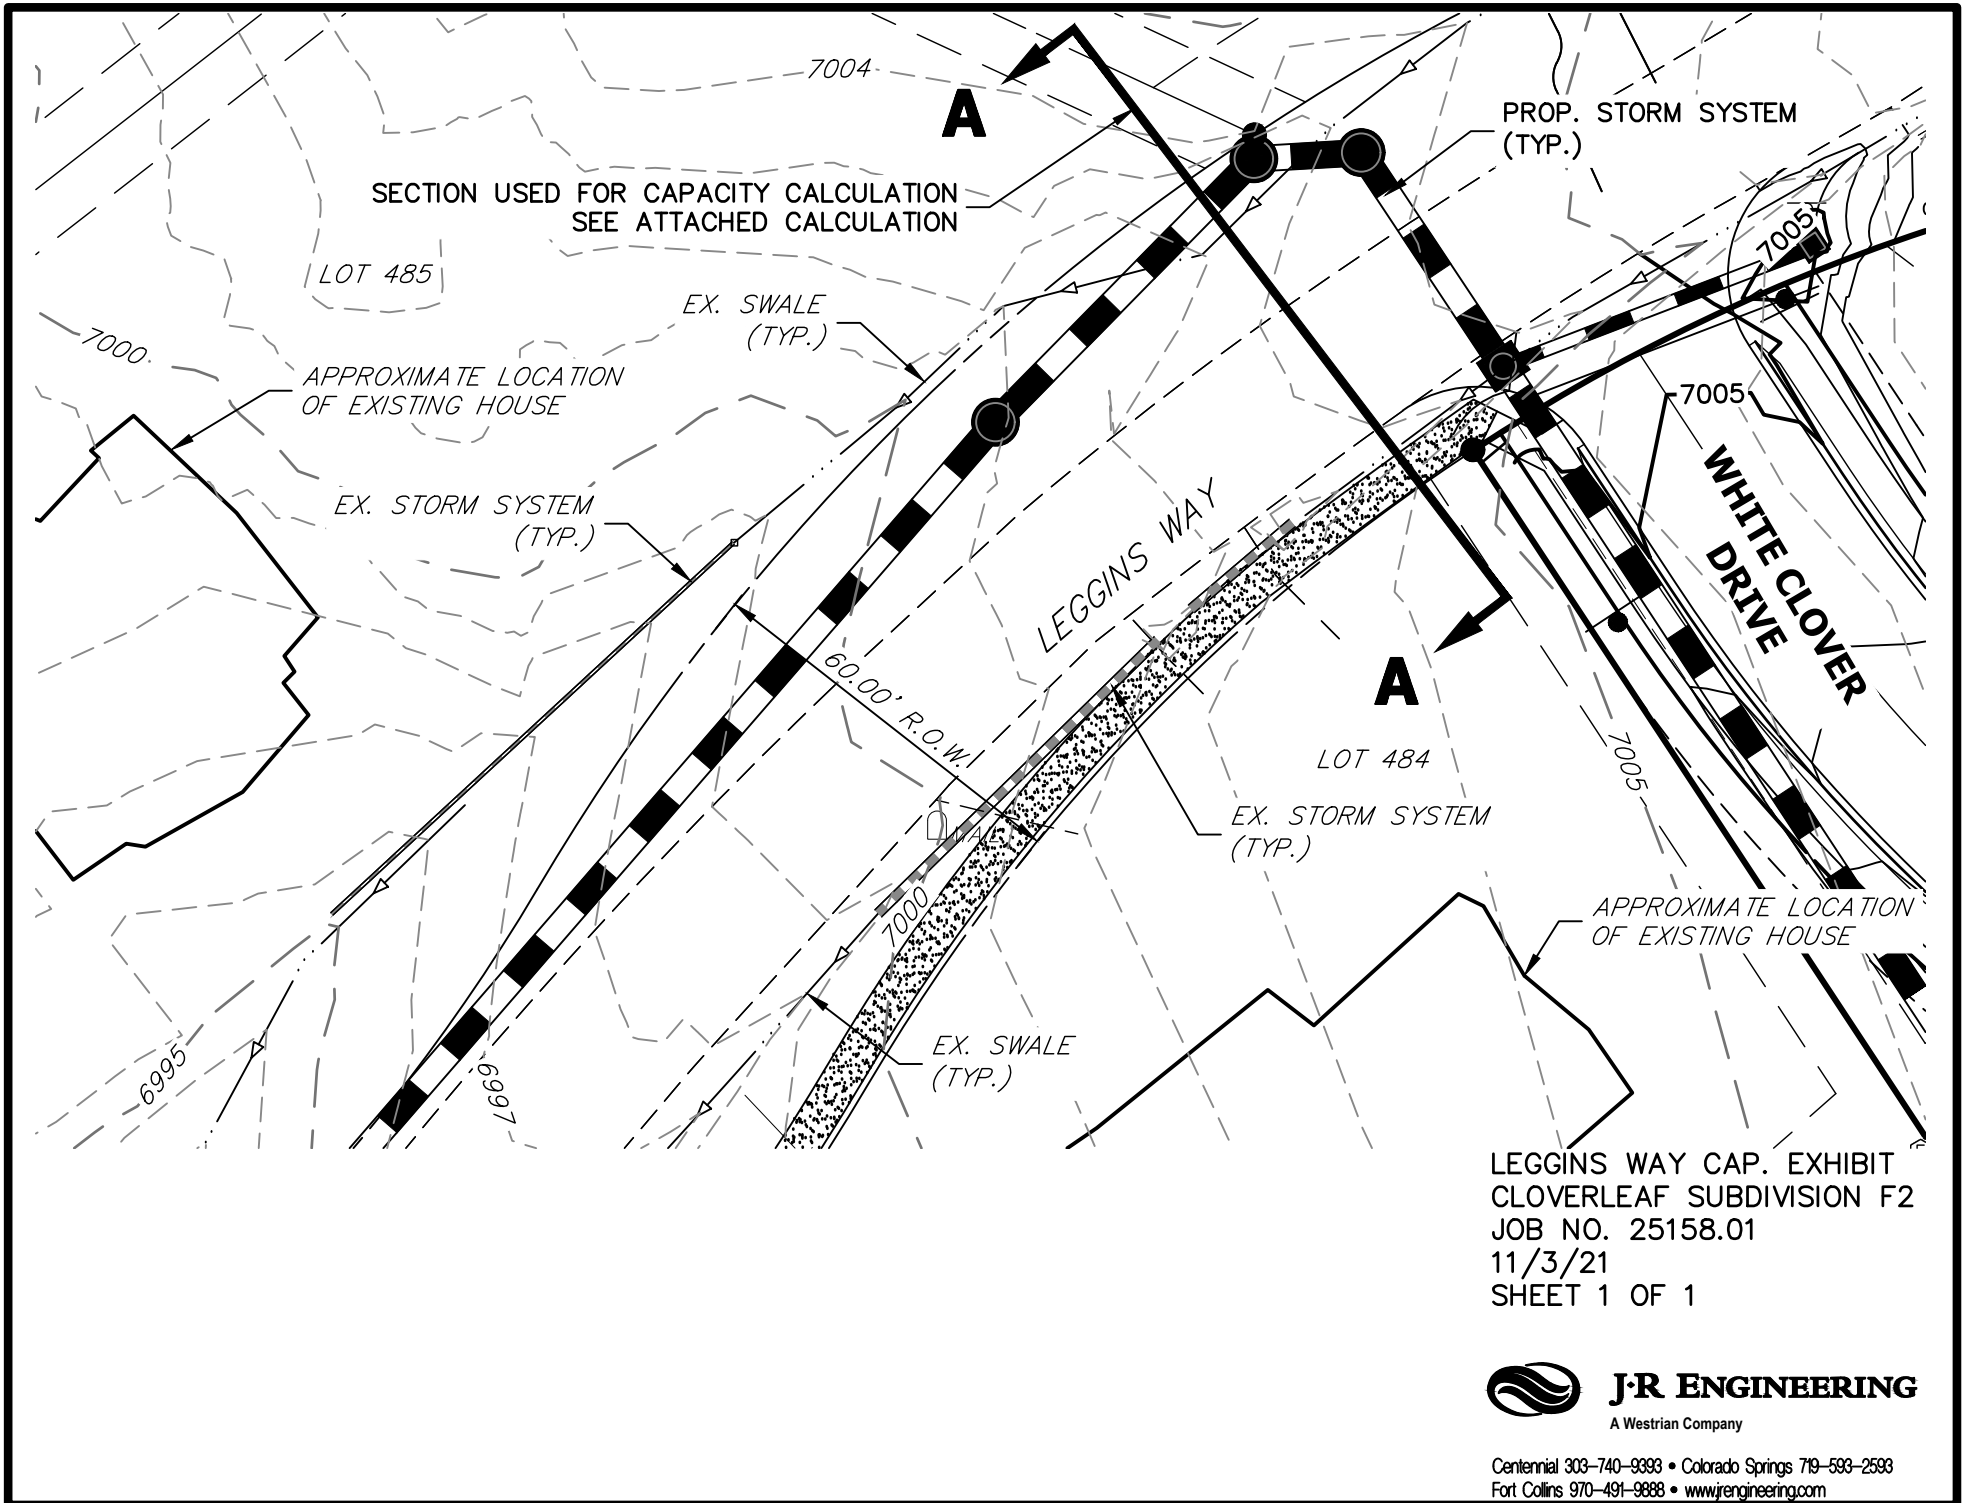 7004
A
PROP. STORM SYSTEM
(TYP.)
SECTION USED FOR CAPACITY CALCULATION
SEE ATTACHED CALCULATION
7005
LOT 485
EX. SWALE
(TYP.)
7000
APPROXIMATE LOCATION
OF EXISTING HOUSE
7005
WHITE CLOVER
DRIVE
EX. STORM SYSTEM
(TYP.)
LEGGINS WAY
60.00' R.O.W.
A
LOT 484
7005
EX. STORM SYSTEM
(TYP.)
7000
APPROXIMATE LOCATION
OF EXISTING HOUSE
EX. SWALE
(TYP.)
6995
6997
LEGGINS WAY CAP. EXHIBIT
CLOVERLEAF SUBDIVISION F2
JOB NO. 25158.01
11/3/21
SHEET 1 OF 1
J·R ENGINEERING
A Westrian Company
Centennial 303–740–9393 • Colorado Springs 719–593–2593
Fort Collins 970–491–9888 • www.jrengineering.com